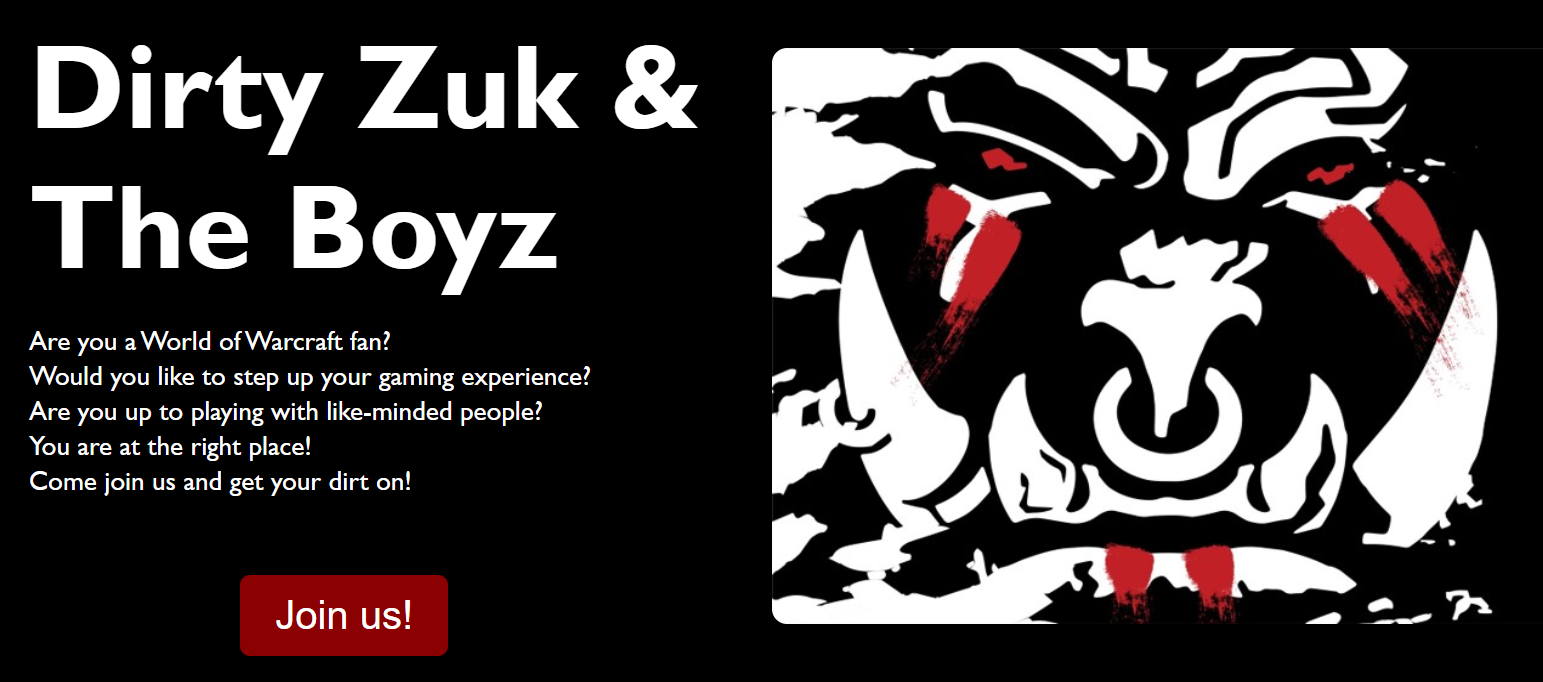 Dirty Zuk &
The Boyz
Are you a World of Warcraft fan?
Would you like to step up your gaming experience?
Are you up to playing with like-minded people?
You are at the right place!
Come join us and get your dirt on!
Join us!